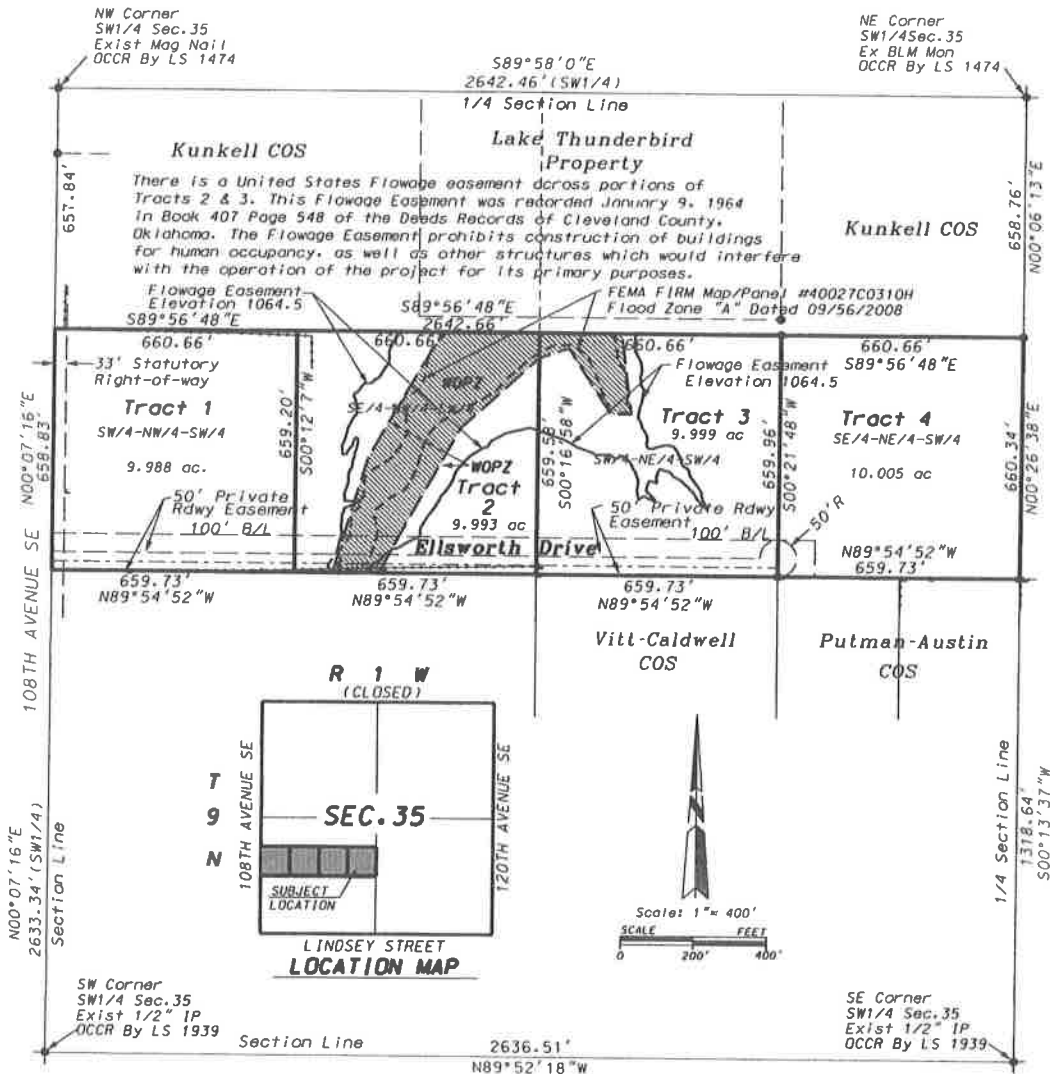 NW Corner
SW1/4 Sec.35
Exist Mag Nail
OCCR By LS 1474
NE Corner
SW1/4Sec.35
Ex BLM Mon
OCCR By LS 1474
S89°58'0"E
2642.46'(SW1/4)
1/4 Section Line
Kunkell COS
Lake Thunderbird
Property
657.84'
There is a United States Flowage easement across portions of
Tracts 2 & 3. This Flowage Easement was recorded January 9, 1964
in Book 407 Page 548 of the Deeds Records of Cleveland County,
Oklahoma. The Flowage Easement prohibits construction of buildings
for human occupancy, as well as other structures which would interfere
with the operation of the project for its primary purposes.
Kunkell COS
658.76'
N00°06'13"E
Flowage Easement
Elevation 1064.5
FEMA FIRM Map/Panel #40027C0310H
Flood Zone "A" Dated 09/56/2008
S89°56'48"E
S89°56'48"E
2642.66'
660.66'
660.66'
660.66'
660.66'
S89°56'48"E
33' Statutory
Right-of-way
Flowage Easement
Elevation 1064.5
Tract 1
SW/4-NW/4-SW/4
9.988 ac.
N00°07'16"E
658.83'
659.20'
S00°12'7"W
WOPZ
WOPZ
Tract
2
9.993 ac
659.58'
S00°16'58"W
Tract 3
9.999 ac
SW/4-NE/4-SW/4
659.96'
S00°21'48"W
Tract 4
SE/4-NE/4-SW/4
10.005 ac
660.34'
N00°26'38"E
50' Private
Rdwy Easement
100' B/L
50' Private Rdwy
Easement
100' B/L
50'R
Ellsworth Drive
N89°54'52"W
659.73'
659.73'
N89°54'52"W
659.73'
N89°54'52"W
659.73'
N89°54'52"W
108TH AVENUE SE
Vitt-Caldwell
COS
Putman-Austin
COS
R 1 W
(CLOSED)
T
9
N
108TH AVENUE SE
SEC.35
120TH AVENUE SE
SUBJECT
LOCATION
LINDSEY STREET
LOCATION MAP
N
Scale: 1"= 400'
SCALE FEET
0 200' 400'
N00°07'16"E
2633.34'(SW1/4)
Section Line
1/4 Section Line
1318.64'
S00°13'37"W
SW Corner
SW1/4 Sec.35
Exist 1/2" IP
OCCR By LS 1939
SE Corner
SW1/4 Sec.35
Exist 1/2" IP
OCCR By LS 1939
Section Line
2636.51'
N89°52'18"W